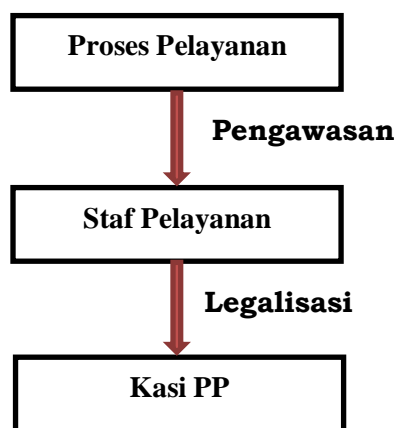 Proses Pelayanan
Pengawasan
Staf Pelayanan
Legalisasi
Kasi PP